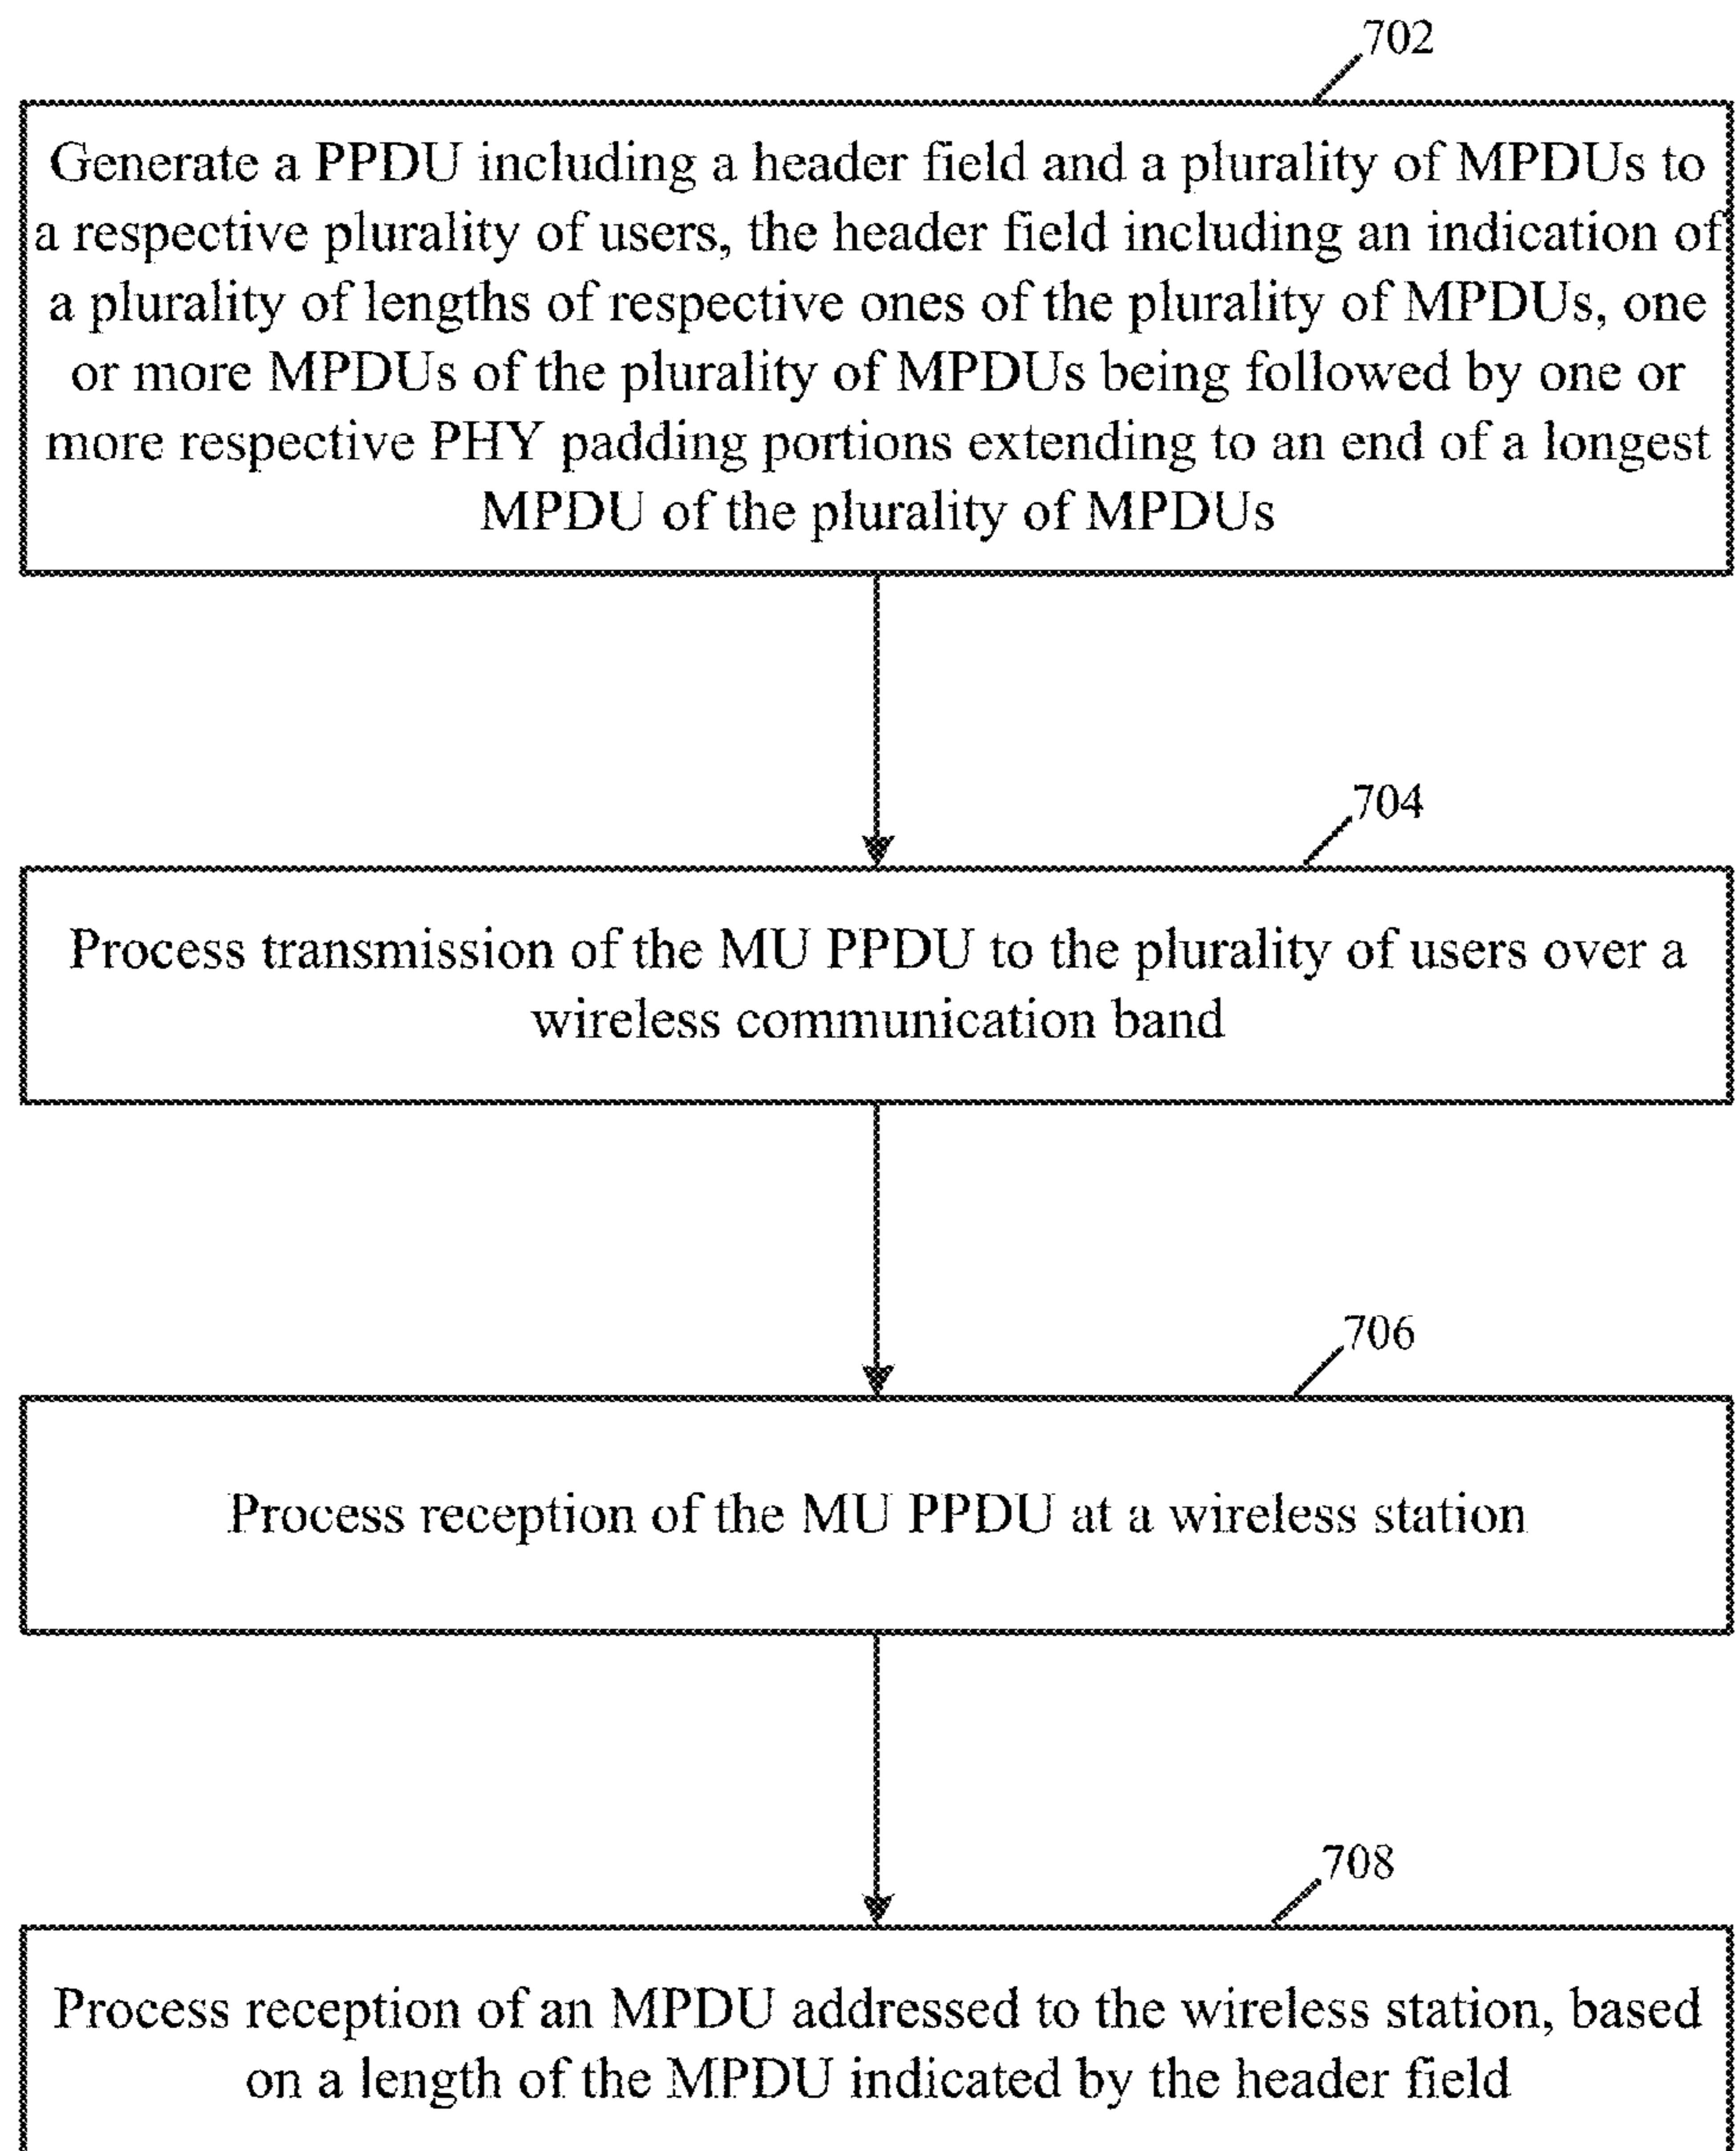 702
Generate a PPDU including a header field and a plurality of MPDUs to
a respective plurality of users, the header field including an indication of
a plurality of lengths of respective ones of the plurality of MPDUs, one
or more MPDUs of the plurality of MPDUs being followed by one or
more respective PHY padding portions extending to an end of a longest
MPDU of the plurality of MPDUs
704
Process transmission of the MU PPDU to the plurality of users over a
wireless communication band
706
Process reception of the MU PPDU at a wireless station
708
Process reception of an MPDU addressed to the wireless station, based
on a length of the MPDU indicated by the header field